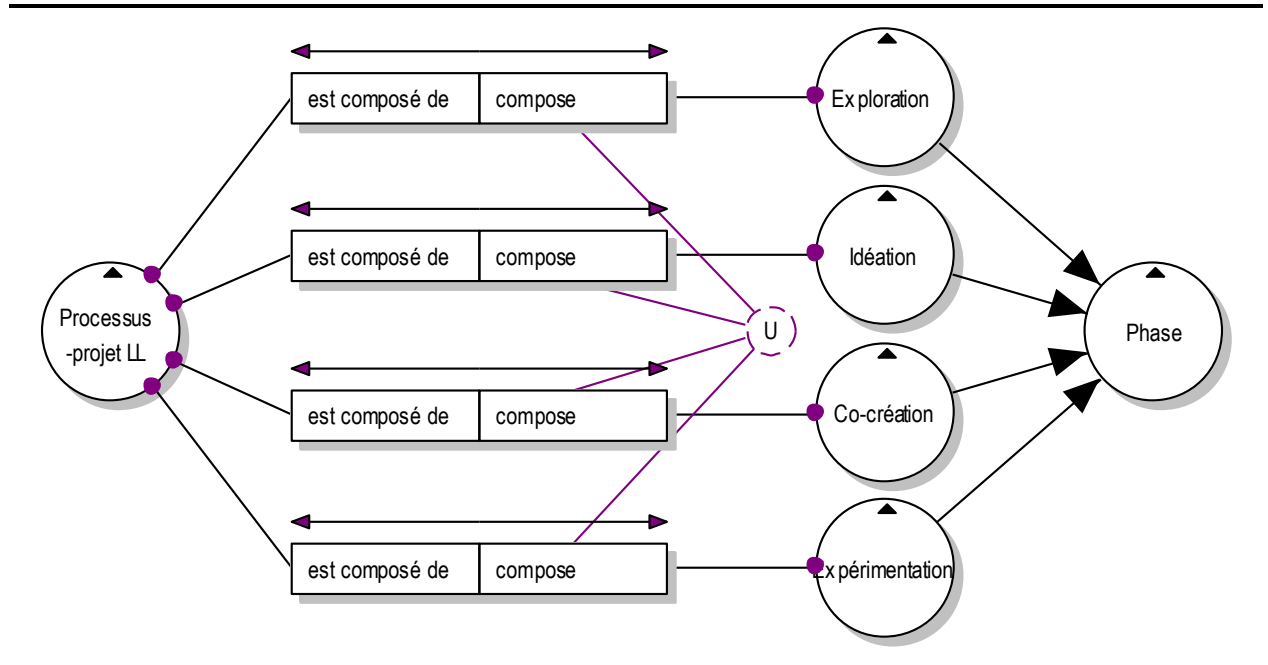 est composé de
compose
Exploration
est composé de
compose
Idéation
Processus
-projet LL
U
Phase
est composé de
compose
Co-création
est composé de
compose
Expérimentation